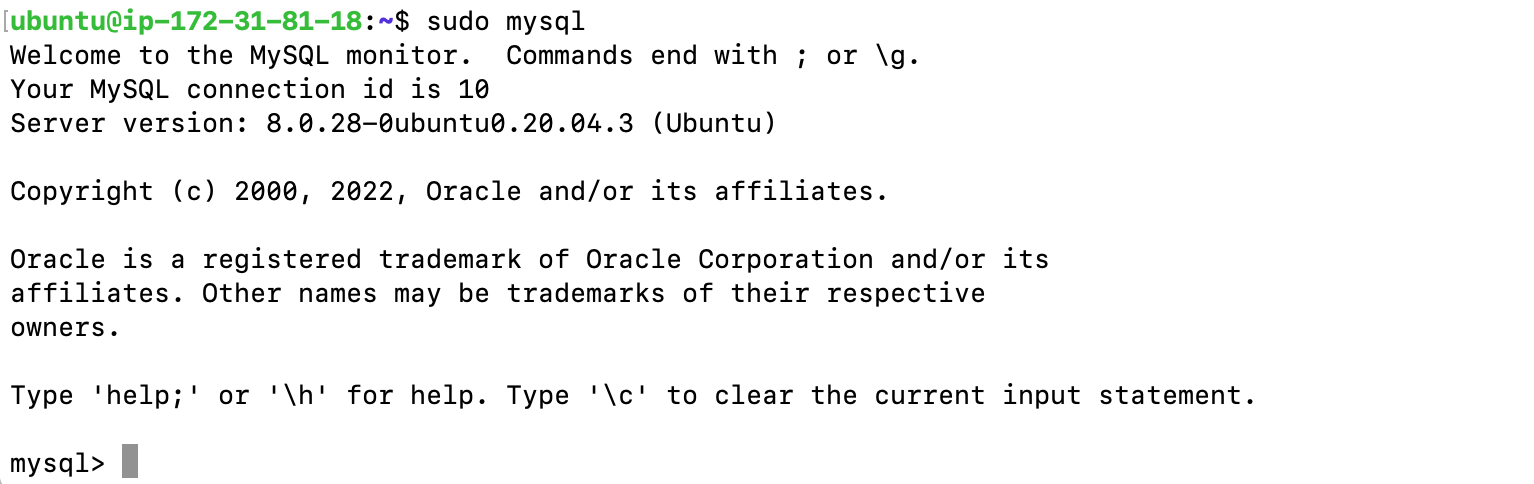 [ubuntu@ip-172-31-81-18:~$ sudo mysql
Welcome to the MySQL monitor.  Commands end with ; or \g.
Your MySQL connection id is 10
Server version: 8.0.28-0ubuntu0.20.04.3 (Ubuntu)
Copyright (c) 2000, 2022, Oracle and/or its affiliates.
Oracle is a registered trademark of Oracle Corporation and/or its
affiliates. Other names may be trademarks of their respective
owners.
Type 'help;' or '\h' for help. Type '\c' to clear the current input statement.
mysql>